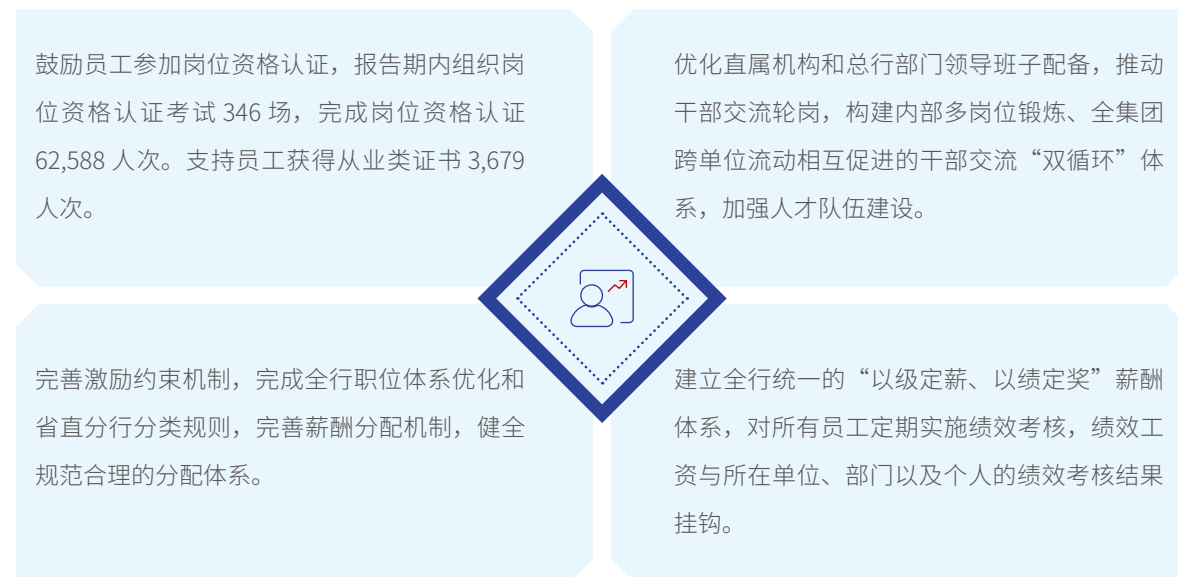 鼓励员工参加岗位资格认证，报告期内组织岗
位资格认证考试 346 场，完成岗位资格认证
62,588 人次。支持员工获得从业类证书 3,679
人次。
优化直属机构和总行部门领导班子配备，推动
干部交流轮岗，构建内部多岗位锻炼、全集团
跨单位流动相互促进的干部交流“双循环”体
系，加强人才队伍建设。
完善激励约束机制，完成全行职位体系优化和
省直分行分类规则，完善薪酬分配机制，健全
规范合理的分配体系。
建立全行统一的“以级定薪、以绩定奖”薪酬
体系，对所有员工定期实施绩效考核，绩效工
资与所在单位、部门以及个人的绩效考核结果
挂钩。